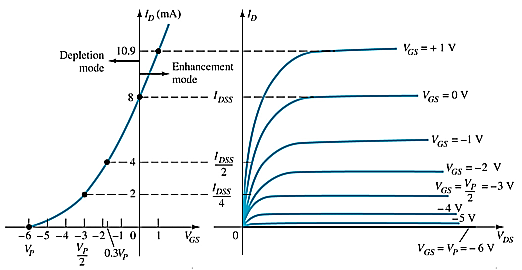 I_D (mA)
I_DS
10.9
V_GS = + 1 V
Depletion mode
Enhancement mode
8
I_DSS
V_GS = 0 V
V_GS = −1 V
4
I_DSS/2
V_GS = −2 V
2
I_DSS/4
V_GS = V_P/2 = −3 V
−4 V
−5 V
−6 −5 −4 −3 −2 −1 0 1 V_GS
0
V_DS
V_P
V_P/2
0.3V_P
V_GS = V_P = −6 V